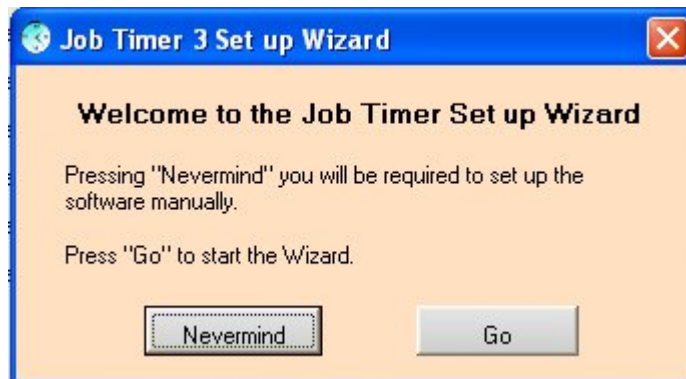 Job Timer 3 Set up Wizard
Welcome to the Job Timer Set up Wizard
Pressing "Nevermind" you will be required to set up the
software manually.
Press "Go" to start the Wizard.
Nevermind
Go